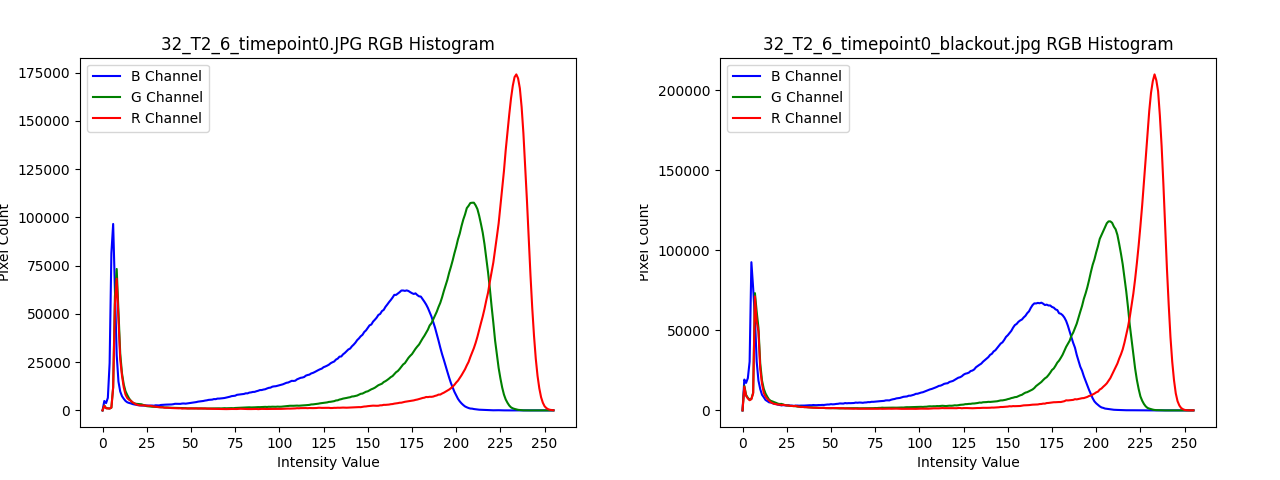 32_T2_6_timepoint0.JPG RGB Histogram
B Channel
G Channel
R Channel
175000
150000
125000
100000
75000
50000
25000
0
Pixel Count
0 25 50 75 100 125 150 175 200 225 250
Intensity Value
32_T2_6_timepoint0_blackout.jpg RGB Histogram
B Channel
G Channel
R Channel
200000
150000
100000
50000
0
Pixel Count
0 25 50 75 100 125 150 175 200 225 250
Intensity Value